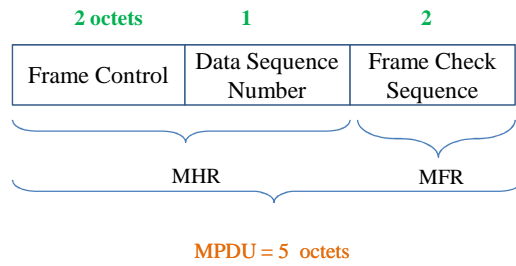 2 octets 1 2
Frame Control
Data Sequence
Number
Frame Check
Sequence
MHR MFR
MPDU = 5 octets